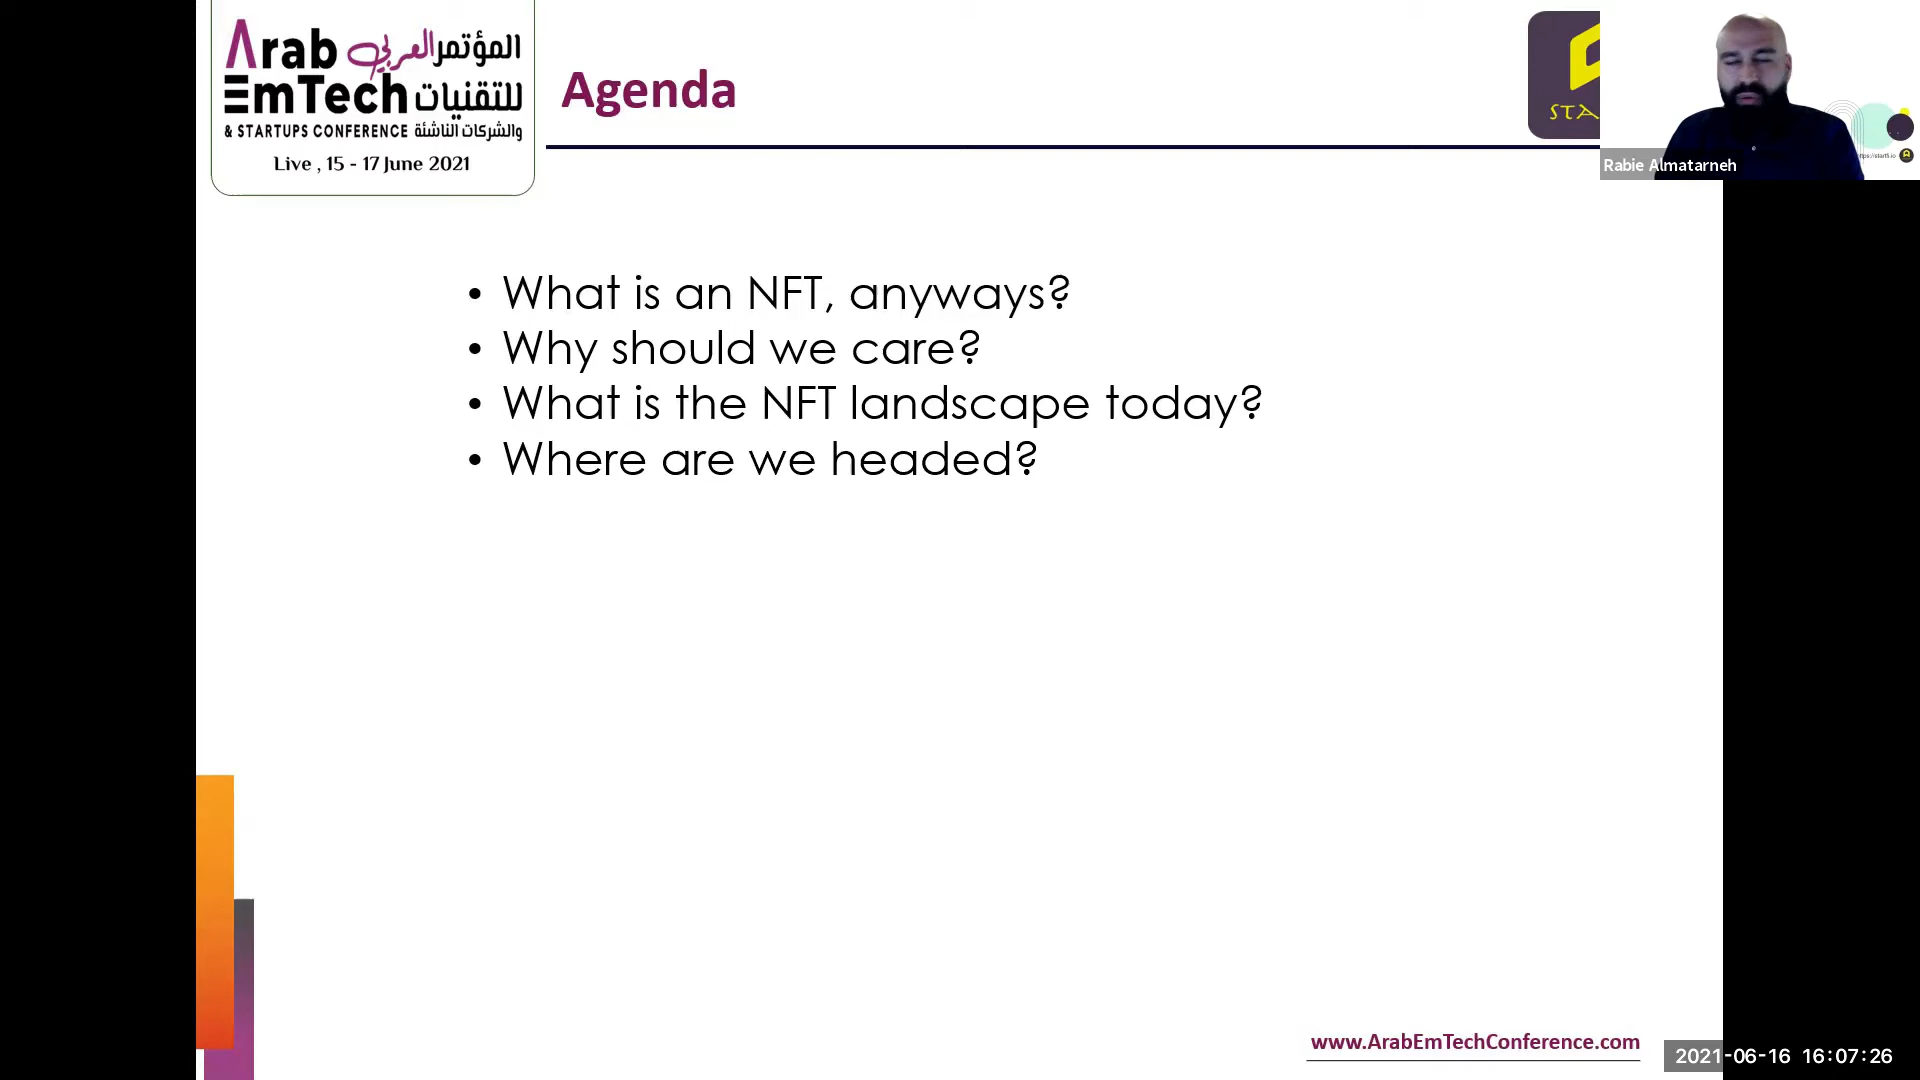 Arab المؤتمر العربي
EmTech للتقنيات
& STARTUPS CONFERENCE والشركات الناشئة
Live , 15 - 17 June 2021
Agenda
Rabie Almatarneh
• What is an NFT, anyways?
• Why should we care?
• What is the NFT landscape today?
• Where are we headed?
www.ArabEmTechConference.com
2021-06-16 16:07:26